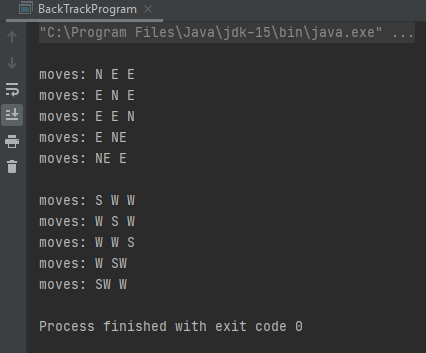 BackTrackProgram
"C:\Program Files\Java\jdk-15\bin\java.exe" ...
moves: N E E
moves: E N E
moves: E E N
moves: E NE
moves: NE E
moves: S W W
moves: W S W
moves: W W S
moves: W SW
moves: SW W
Process finished with exit code 0